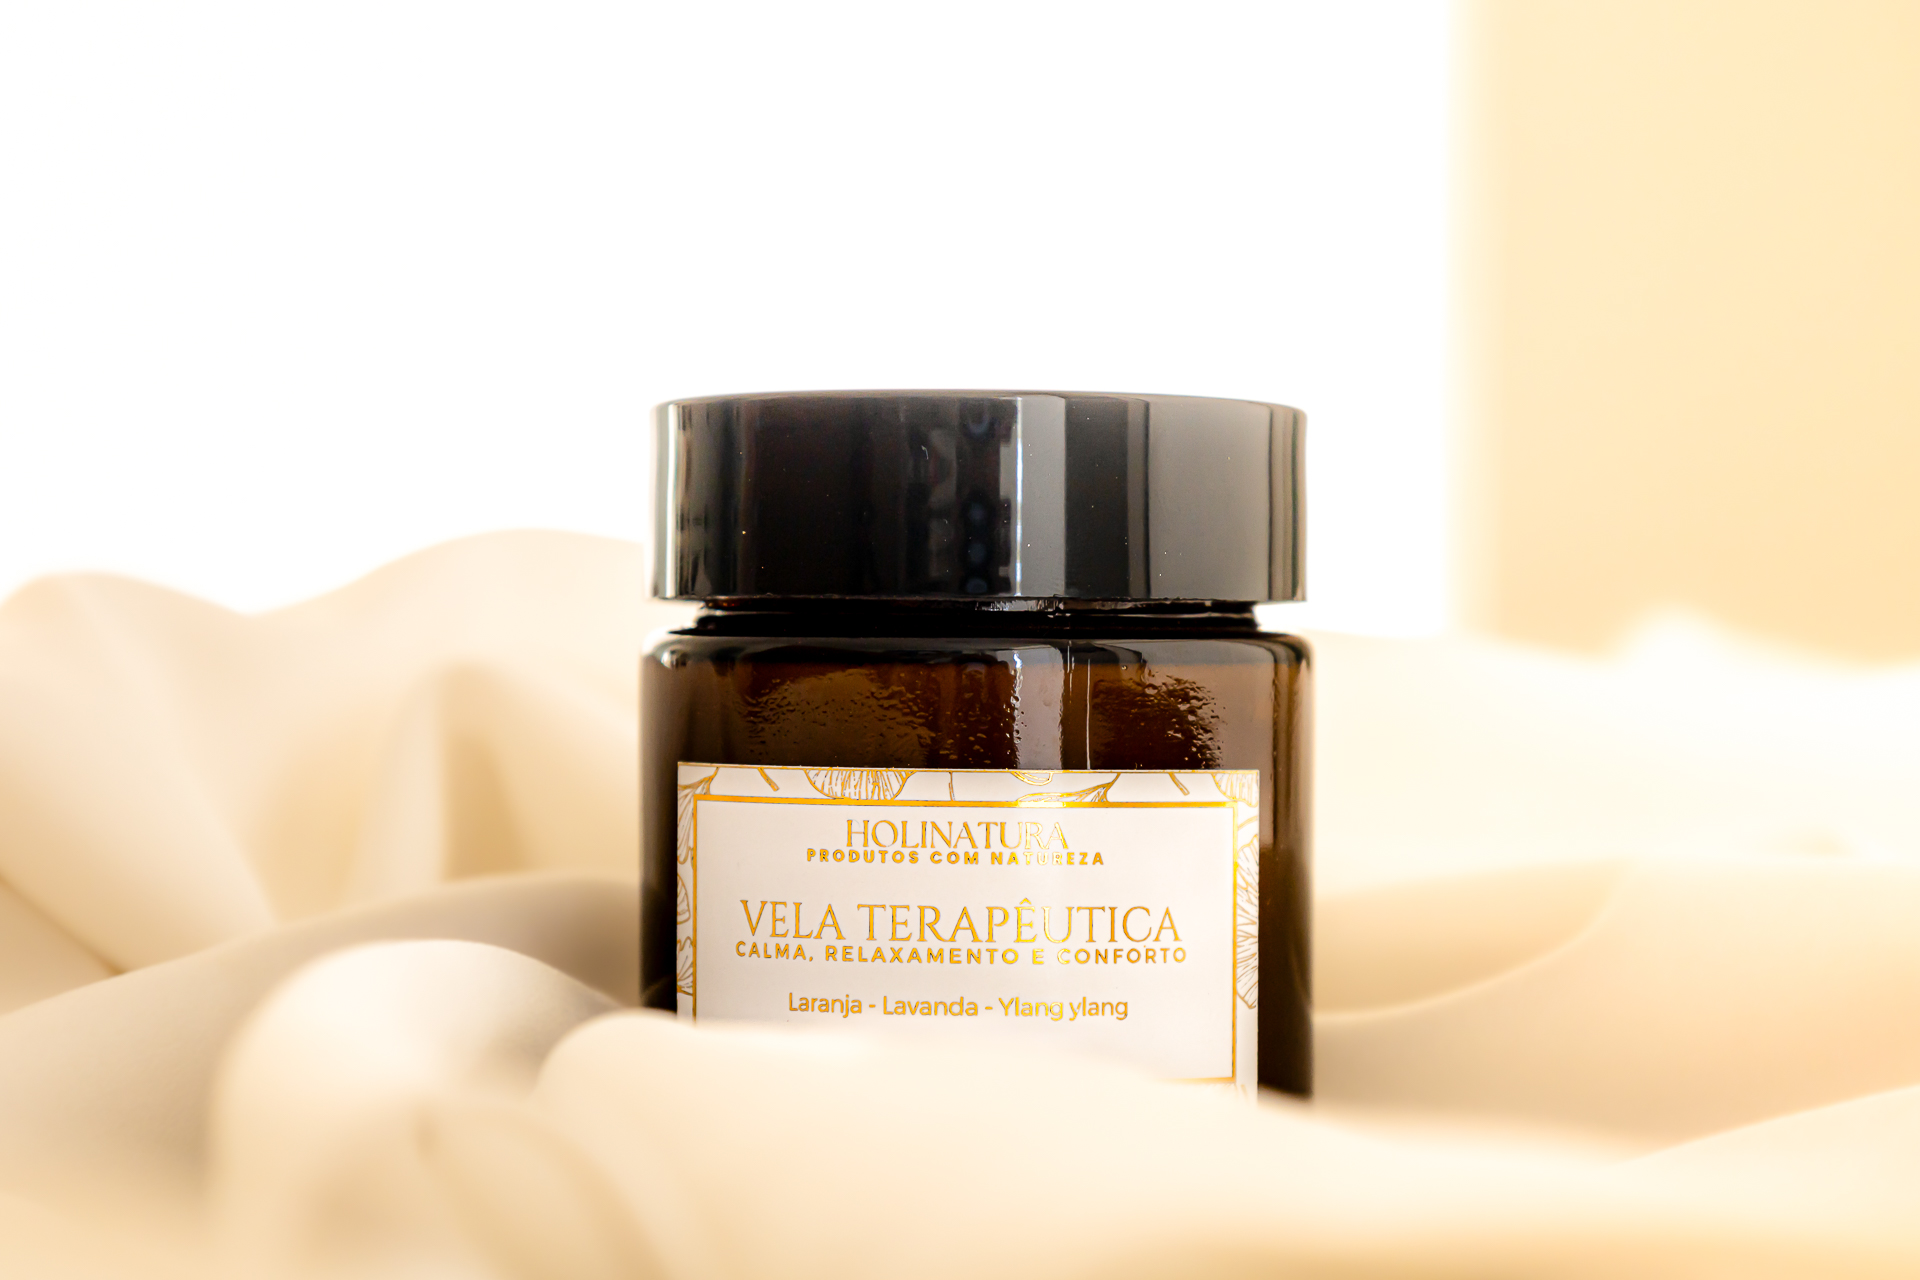 HOLINATURA
PRODUTOS COM NATUREZA
VELA TERAPÊUTICA
CALMA, RELAXAMENTO E CONFORTO
Laranja - Lavanda - Ylang ylang